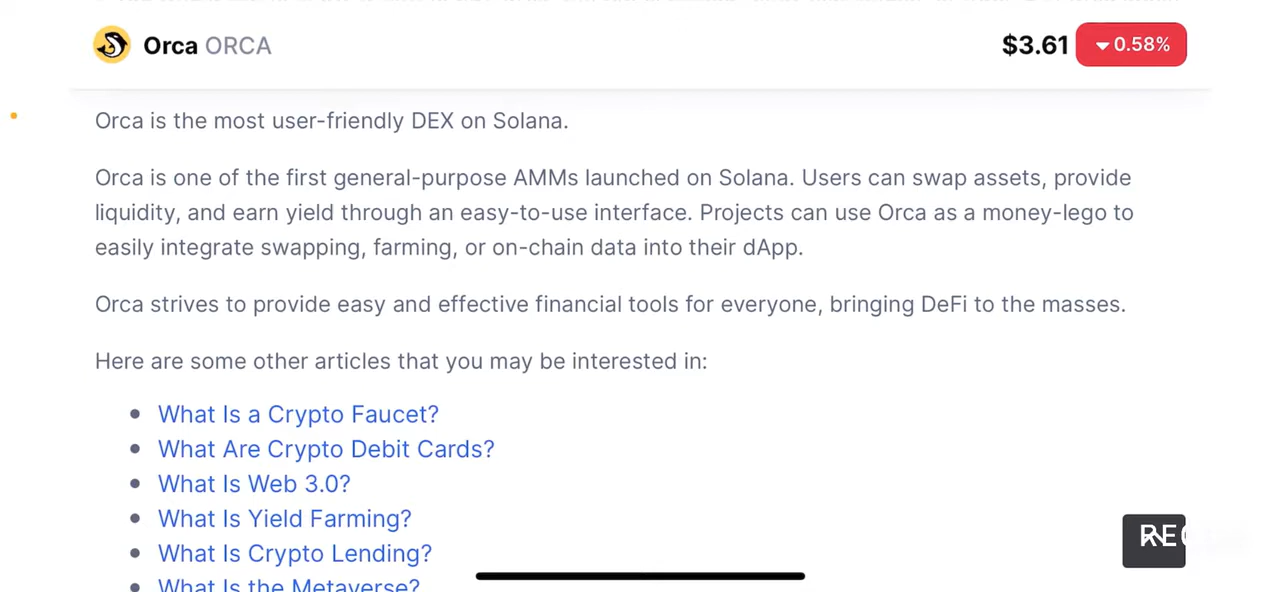 Orca ORCA
$3.61
0.58%
Orca is the most user-friendly DEX on Solana.
Orca is one of the first general-purpose AMMs launched on Solana. Users can swap assets, provide
liquidity, and earn yield through an easy-to-use interface. Projects can use Orca as a money-lego to
easily integrate swapping, farming, or on-chain data into their dApp.
Orca strives to provide easy and effective financial tools for everyone, bringing DeFi to the masses.
Here are some other articles that you may be interested in:
What Is a Crypto Faucet?
What Are Crypto Debit Cards?
What Is Web 3.0?
What Is Yield Farming?
What Is Crypto Lending?
What Is the Metaverse?